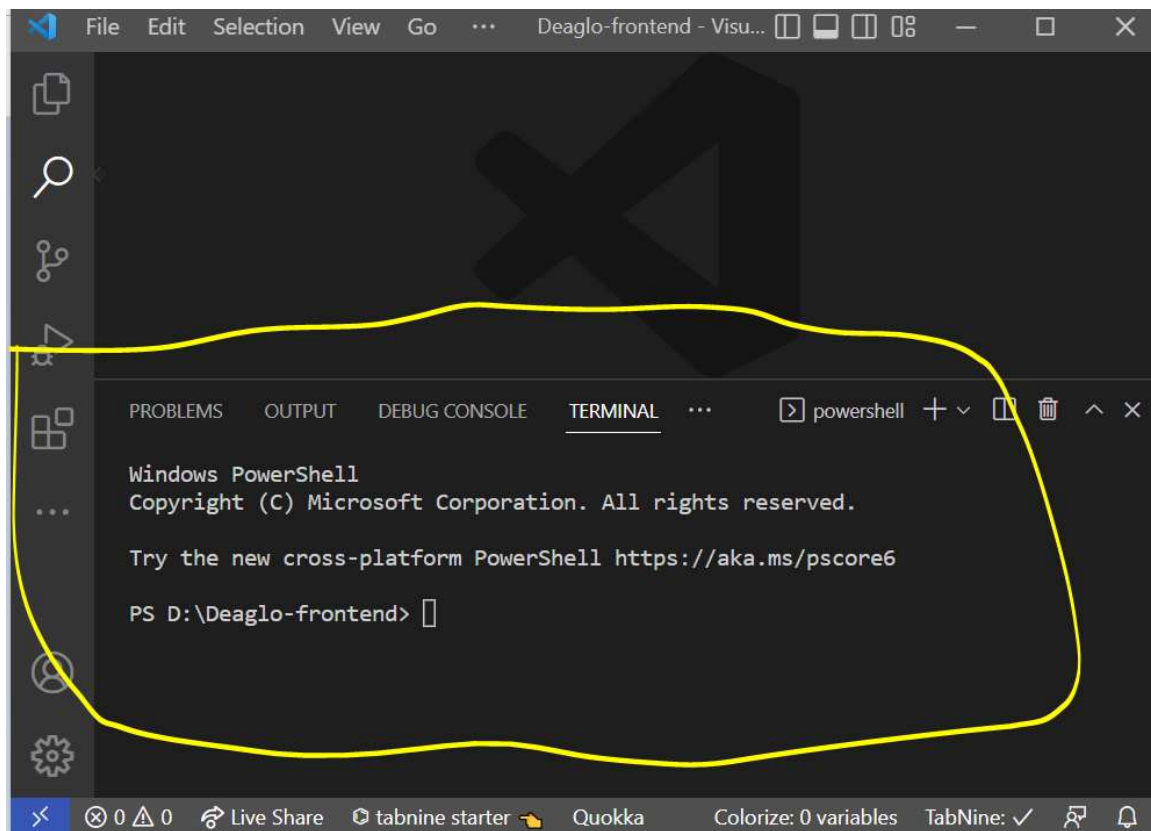 File Edit Selection View Go ··· Deaglo-frontend - Visu...
PROBLEMS OUTPUT DEBUG CONSOLE TERMINAL ··· powershell
Windows PowerShell
Copyright (C) Microsoft Corporation. All rights reserved.
Try the new cross-platform PowerShell https://aka.ms/pscore6
PS D:\Deaglo-frontend>
0 0 Live Share tabnine starter Quokka Colorize: 0 variables TabNine: